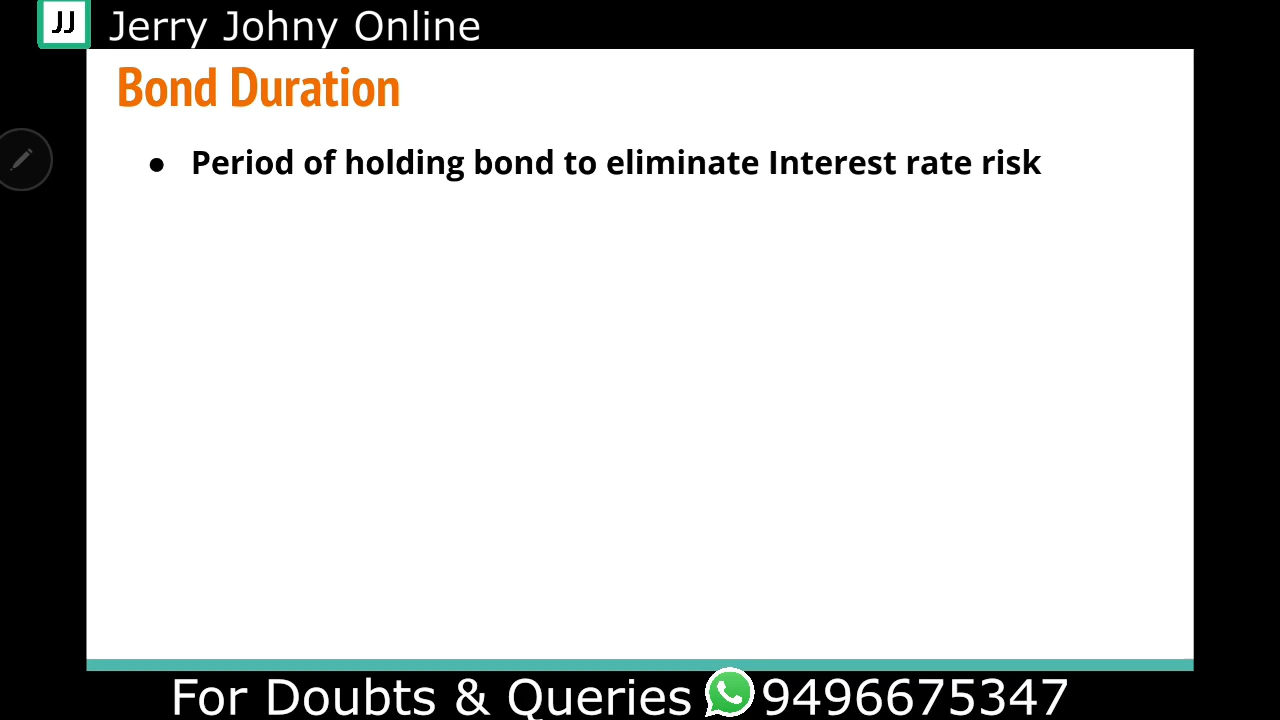 JJ Jerry Johny Online
Bond Duration
● Period of holding bond to eliminate Interest rate risk
For Doubts & Queries 9496675347